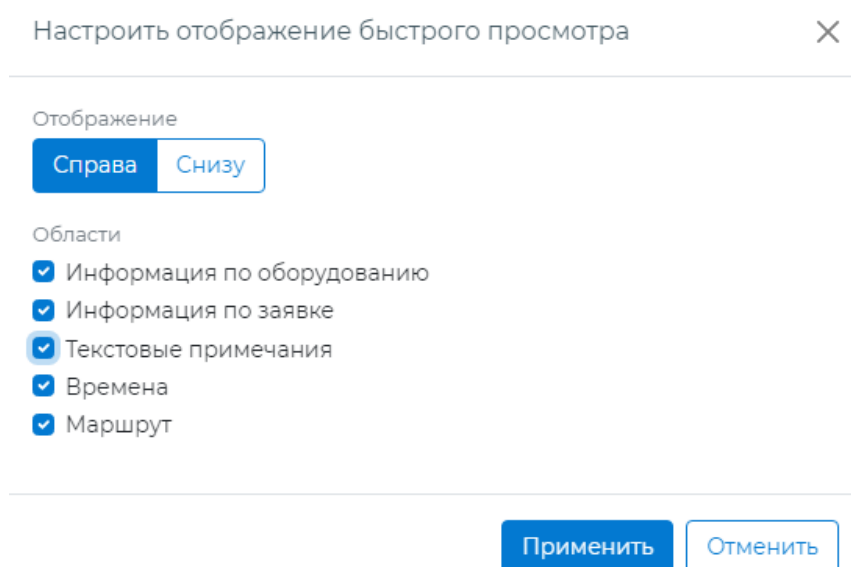 Настроить отображение быстрого просмотра
Отображение
Справа Снизу
Области
Информация по оборудованию
Информация по заявке
Текстовые примечания
Времена
Маршрут
Применить Отменить